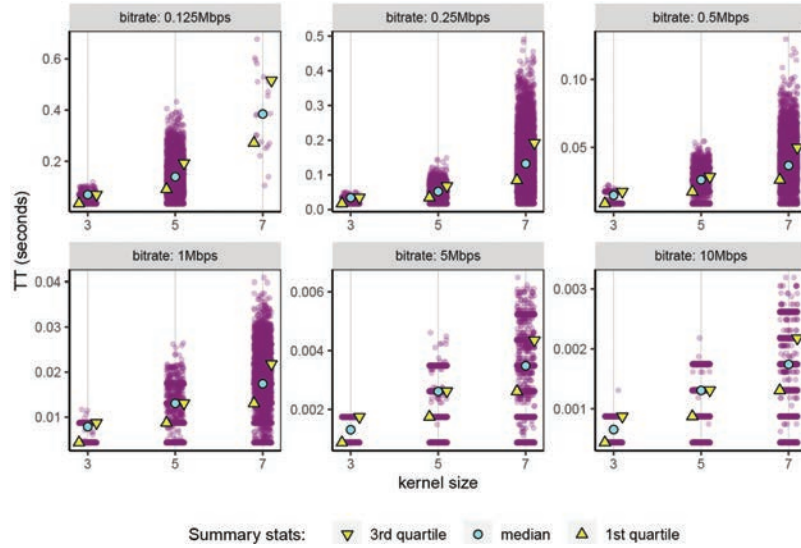 bitrate: 0.125Mbps bitrate: 0.25Mbps bitrate: 0.5Mbps
0.6
0.4
0.2
3 5 7
0.5
0.4
0.3
0.2
0.1
0.0
3 5 7
0.10
0.05
3 5 7
TT (seconds)
bitrate: 1Mbps bitrate: 5Mbps bitrate: 10Mbps
0.04
0.03
0.02
0.01
3 5 7
0.006
0.004
0.002
3 5 7
0.003
0.002
0.001
3 5 7
kernel size
Summary stats: 3rd quartile median 1st quartile